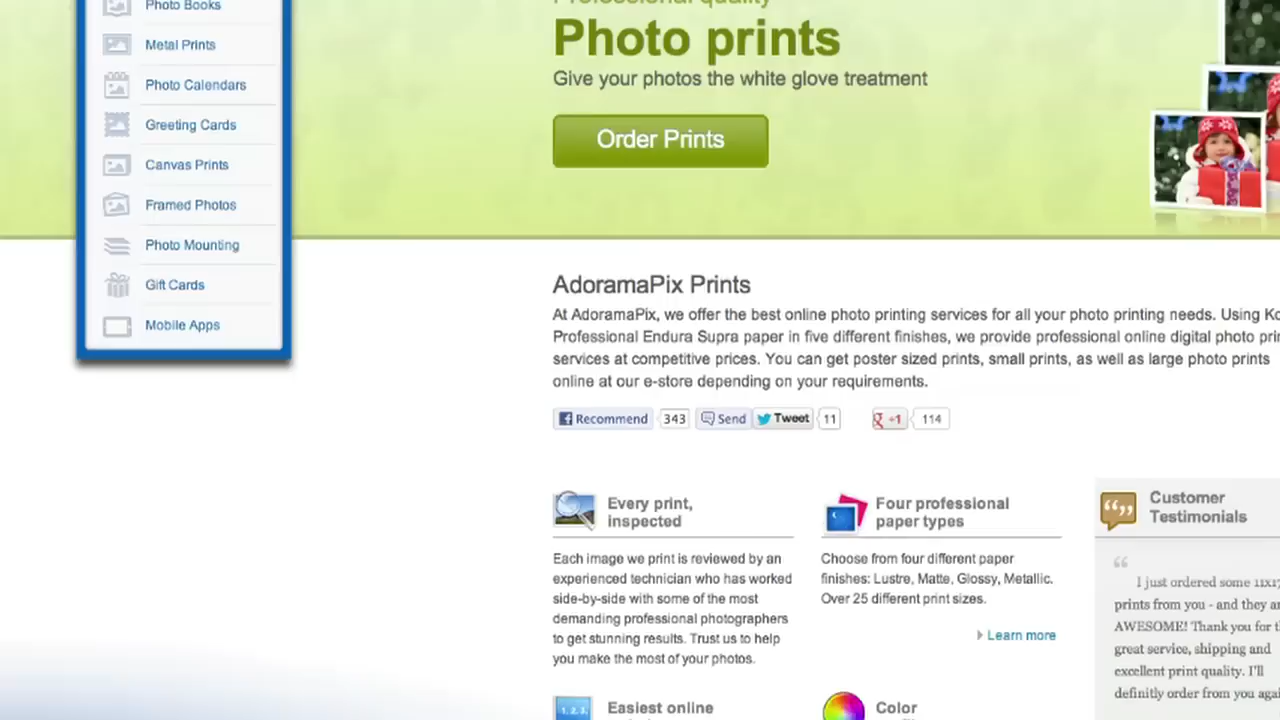 Photo Books
Metal Prints
Photo Calendars
Greeting Cards
Canvas Prints
Framed Photos
Photo Mounting
Gift Cards
Mobile Apps
Professional quality
Photo prints
Give your photos the white glove treatment
Order Prints
AdoramaPix Prints
At AdoramaPix, we offer the best online photo printing services for all your photo printing needs. Using
Professional Endura Supra paper in five different finishes, we provide professional online digital photo
services at competitive prices. You can get poster sized prints, small prints, as well as large photo prints
online at our e-store depending on your requirements.
Recommend 343 Send Tweet 11 +1 114
Every print,
inspected
Each image we print is reviewed by an
experienced technician who has worked
side-by-side with some of the most
demanding professional photographers
to get stunning results. Trust us to help
you make the most of your photos.
Four professional
paper types
Choose from four different paper
finishes: Lustre, Matte, Glossy, Metallic.
Over 25 different print sizes.
Learn more
Customer
Testimonials
I just ordered some 11x17
prints from you - and they
AWESOME! Thank you for
great service, shipping and
excellent print quality. I'll
definitly order from you
1. 2. 3.
Easiest online
Color